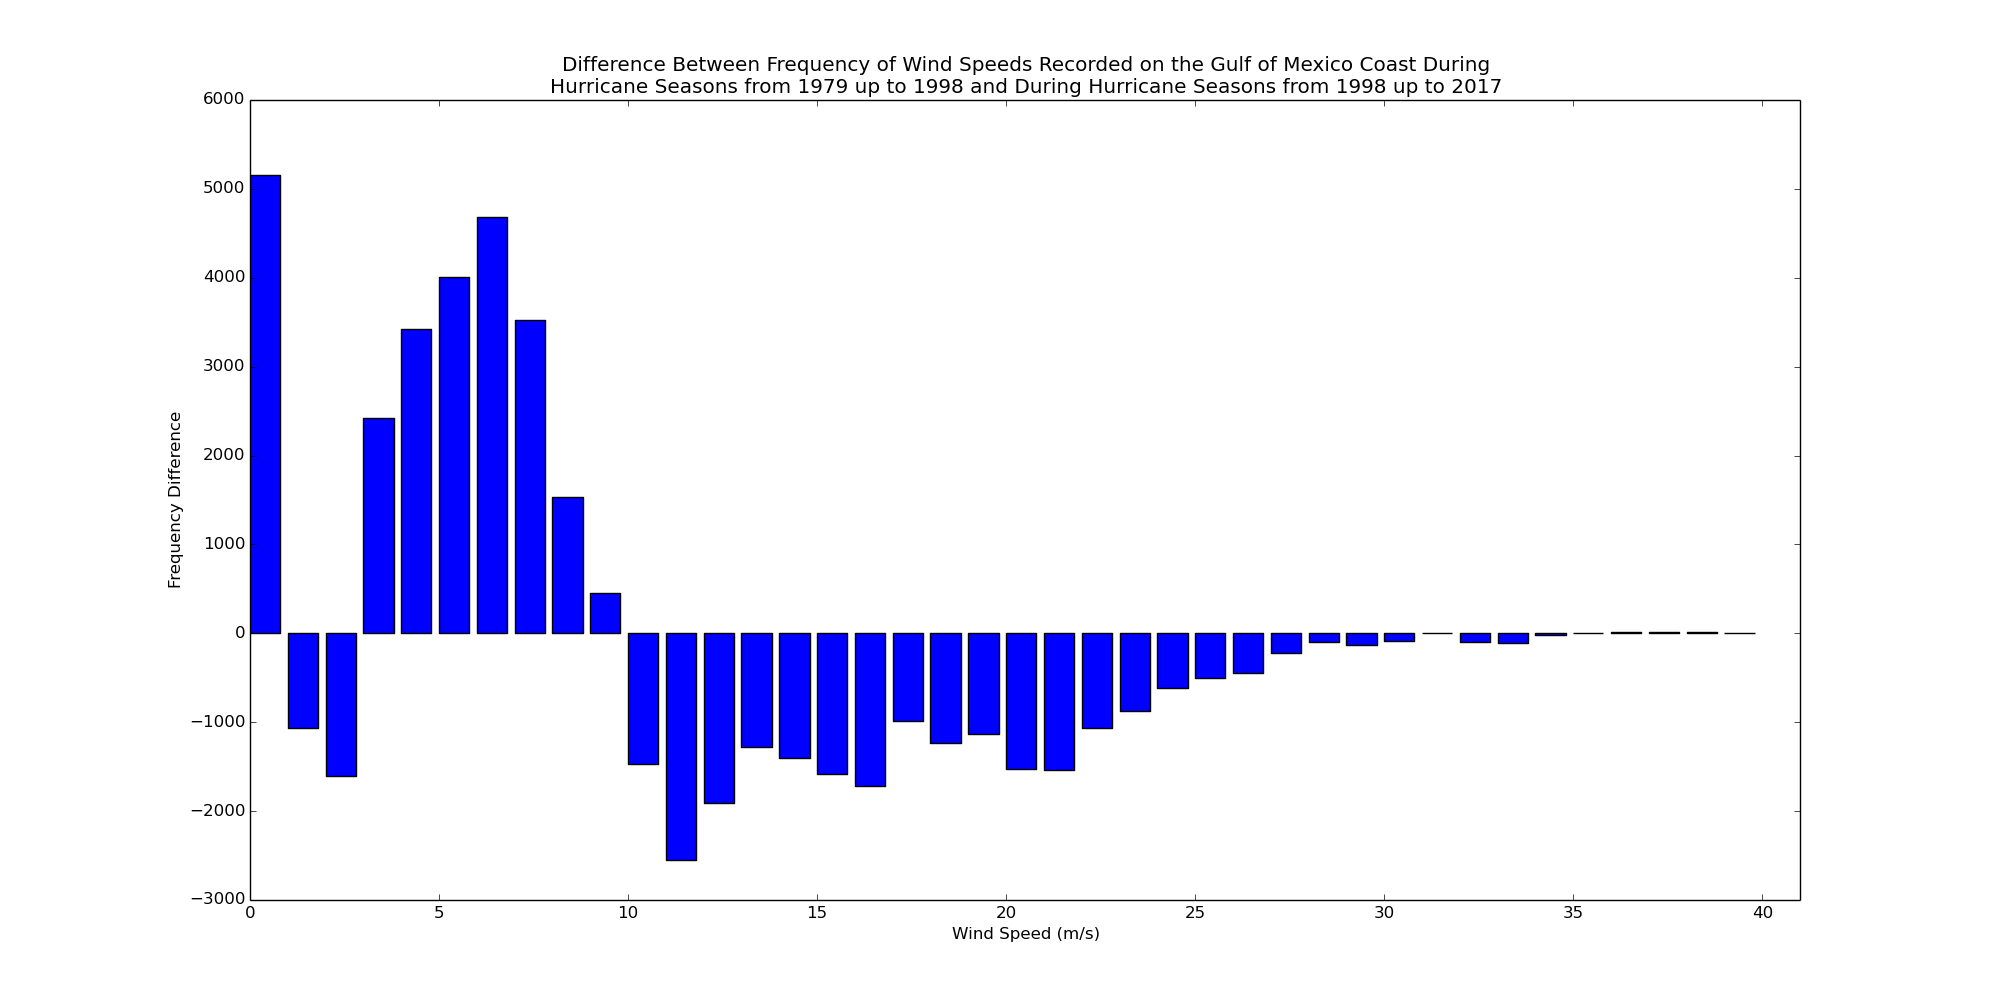 Difference Between Frequency of Wind Speeds Recorded on the Gulf of Mexico Coast During
Hurricane Seasons from 1979 up to 1998 and During Hurricane Seasons from 1998 up to 2017
6000
5000
4000
3000
2000
1000
0
−1000
−2000
−3000
Frequency Difference
0 5 10 15 20 25 30 35 40
Wind Speed (m/s)